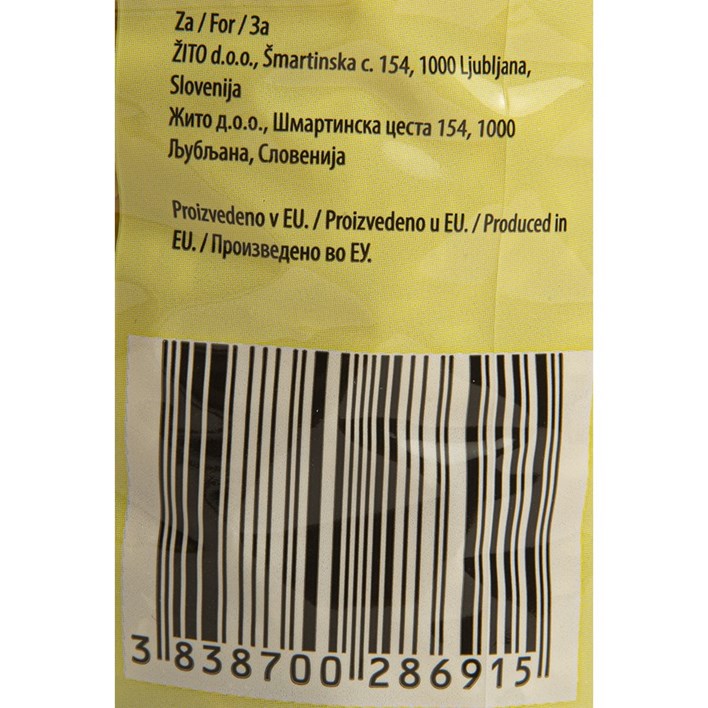 Za / For / За
ŽITO d.o.o., Šmartinska c. 154, 1000 Ljubljana,
Slovenija
Жито д.о.о., Шмартинска цеста 154, 1000
Љубљана, Словенија
Proizvedeno v EU. / Proizvedeno u EU. / Produced in
EU. / Произведено во ЕУ.
3 838700 286915